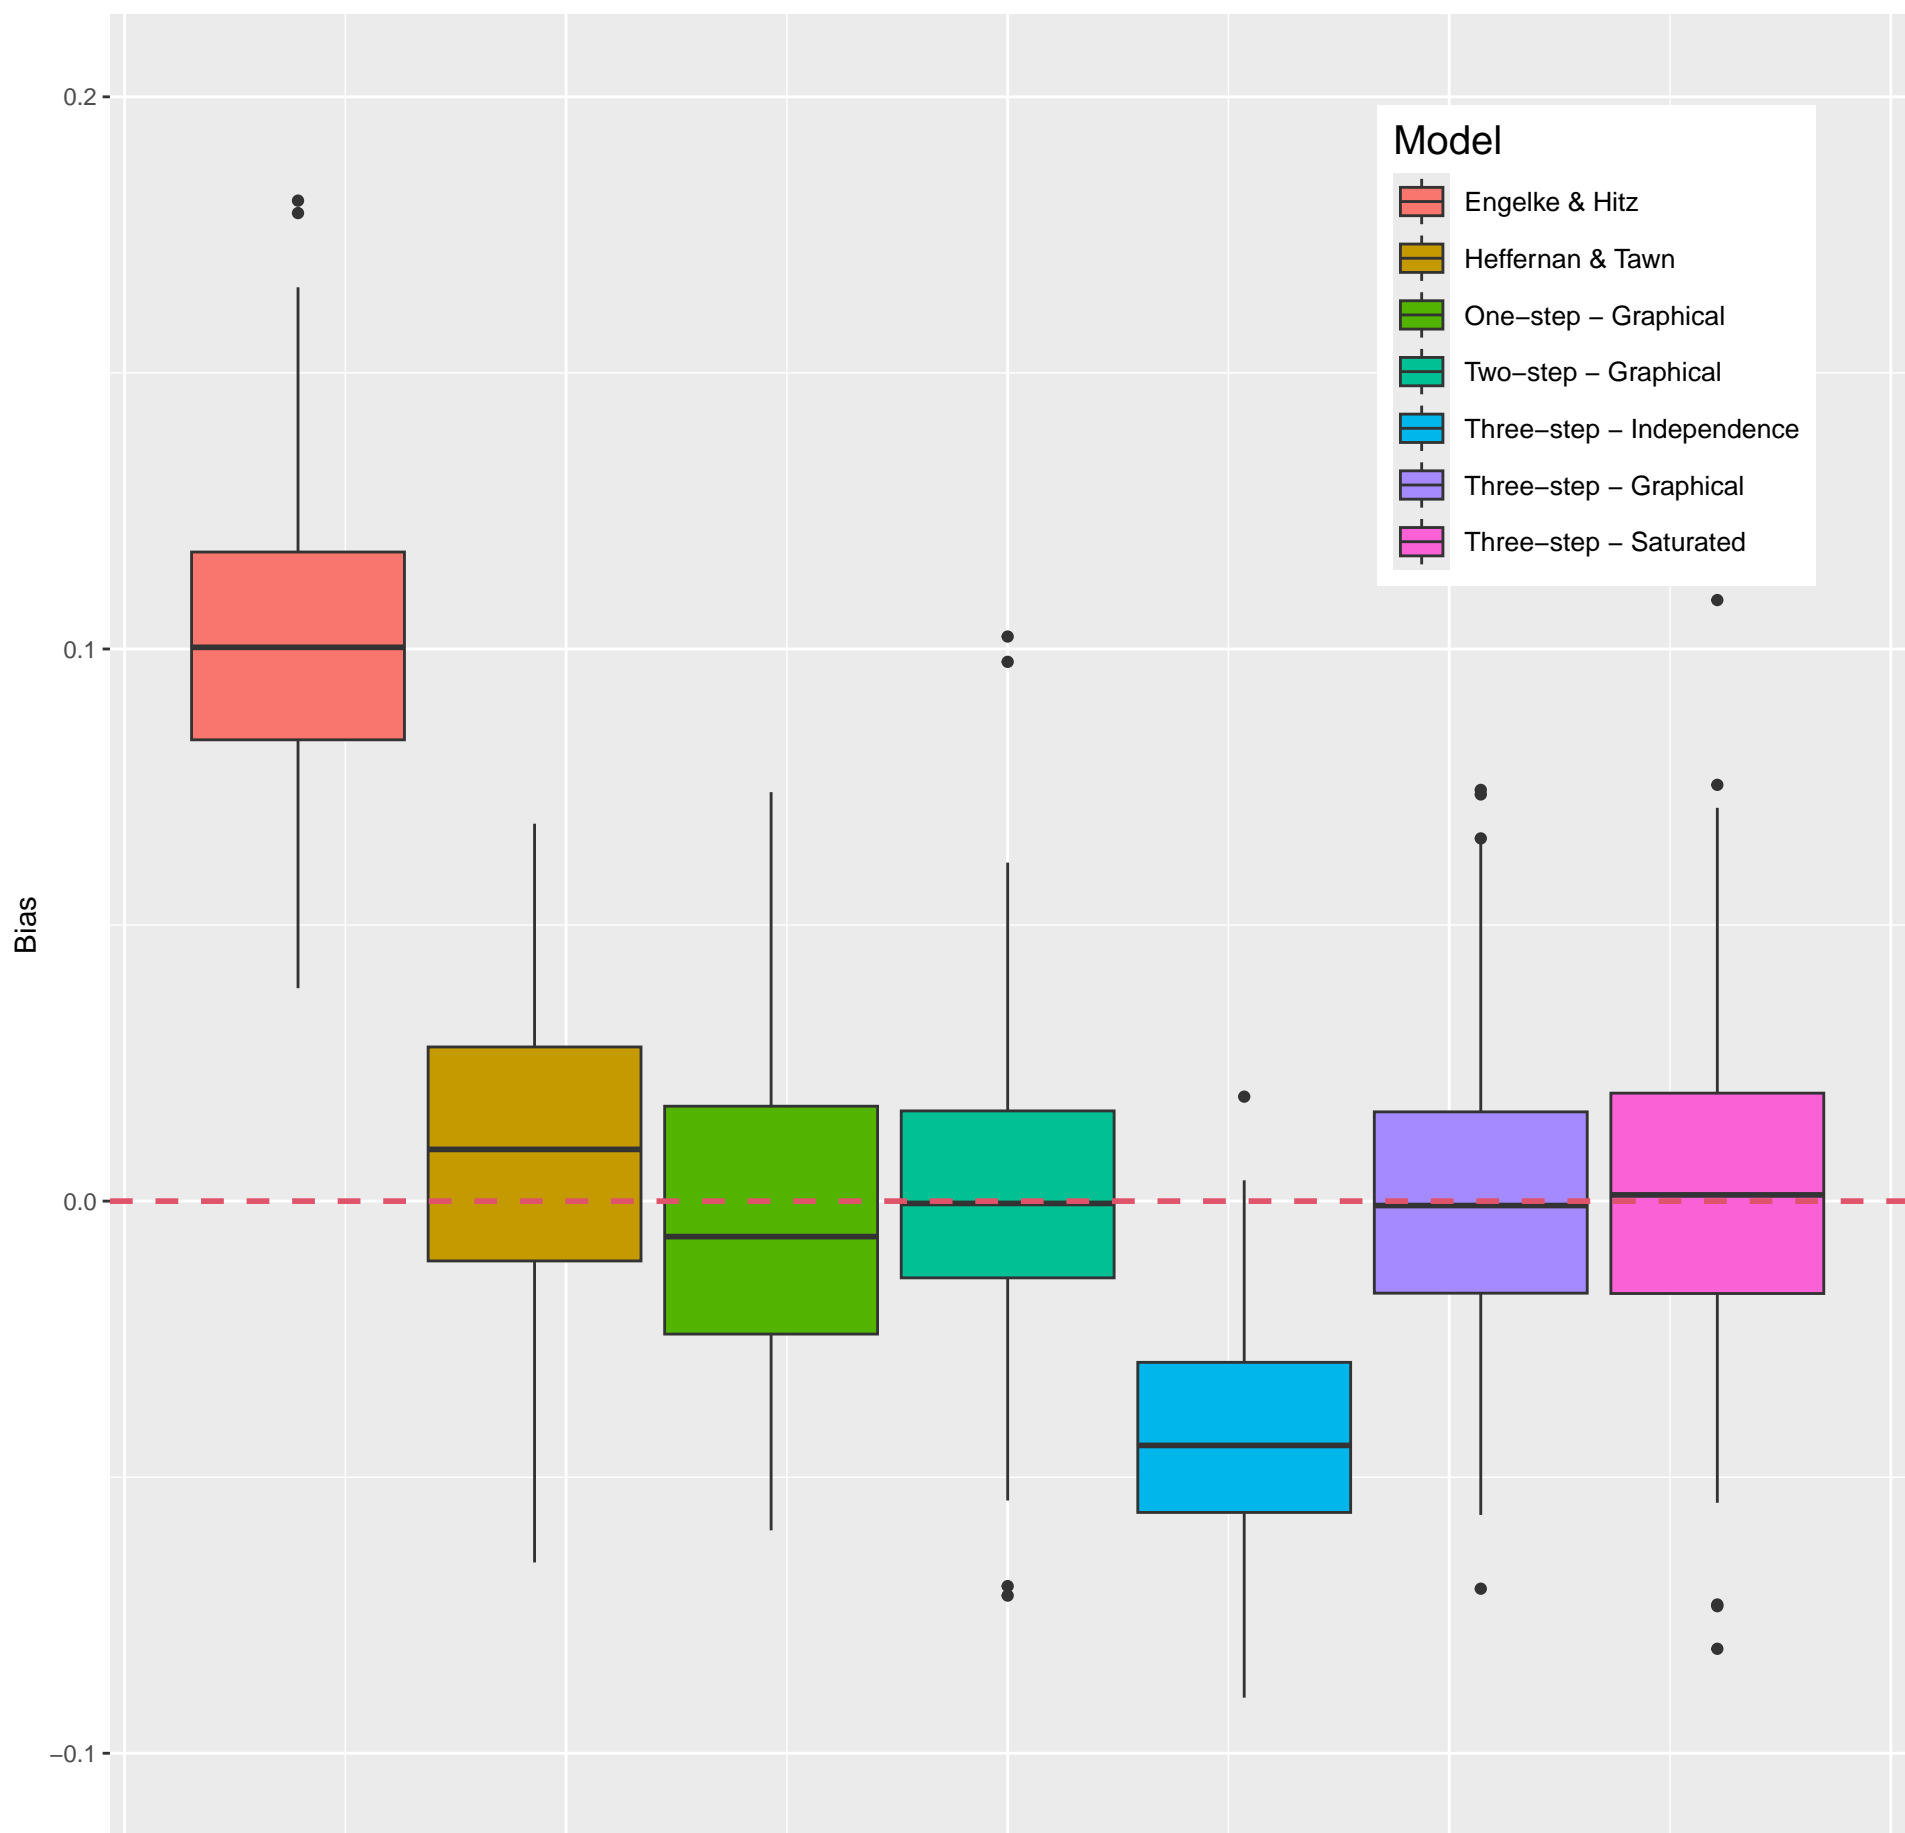 0.2
0.1
0.0
−0.1
Bias
Model
Engelke & Hitz
Heffernan & Tawn
One−step − Graphical
Two−step − Graphical
Three−step − Independence
Three−step − Graphical
Three−step − Saturated